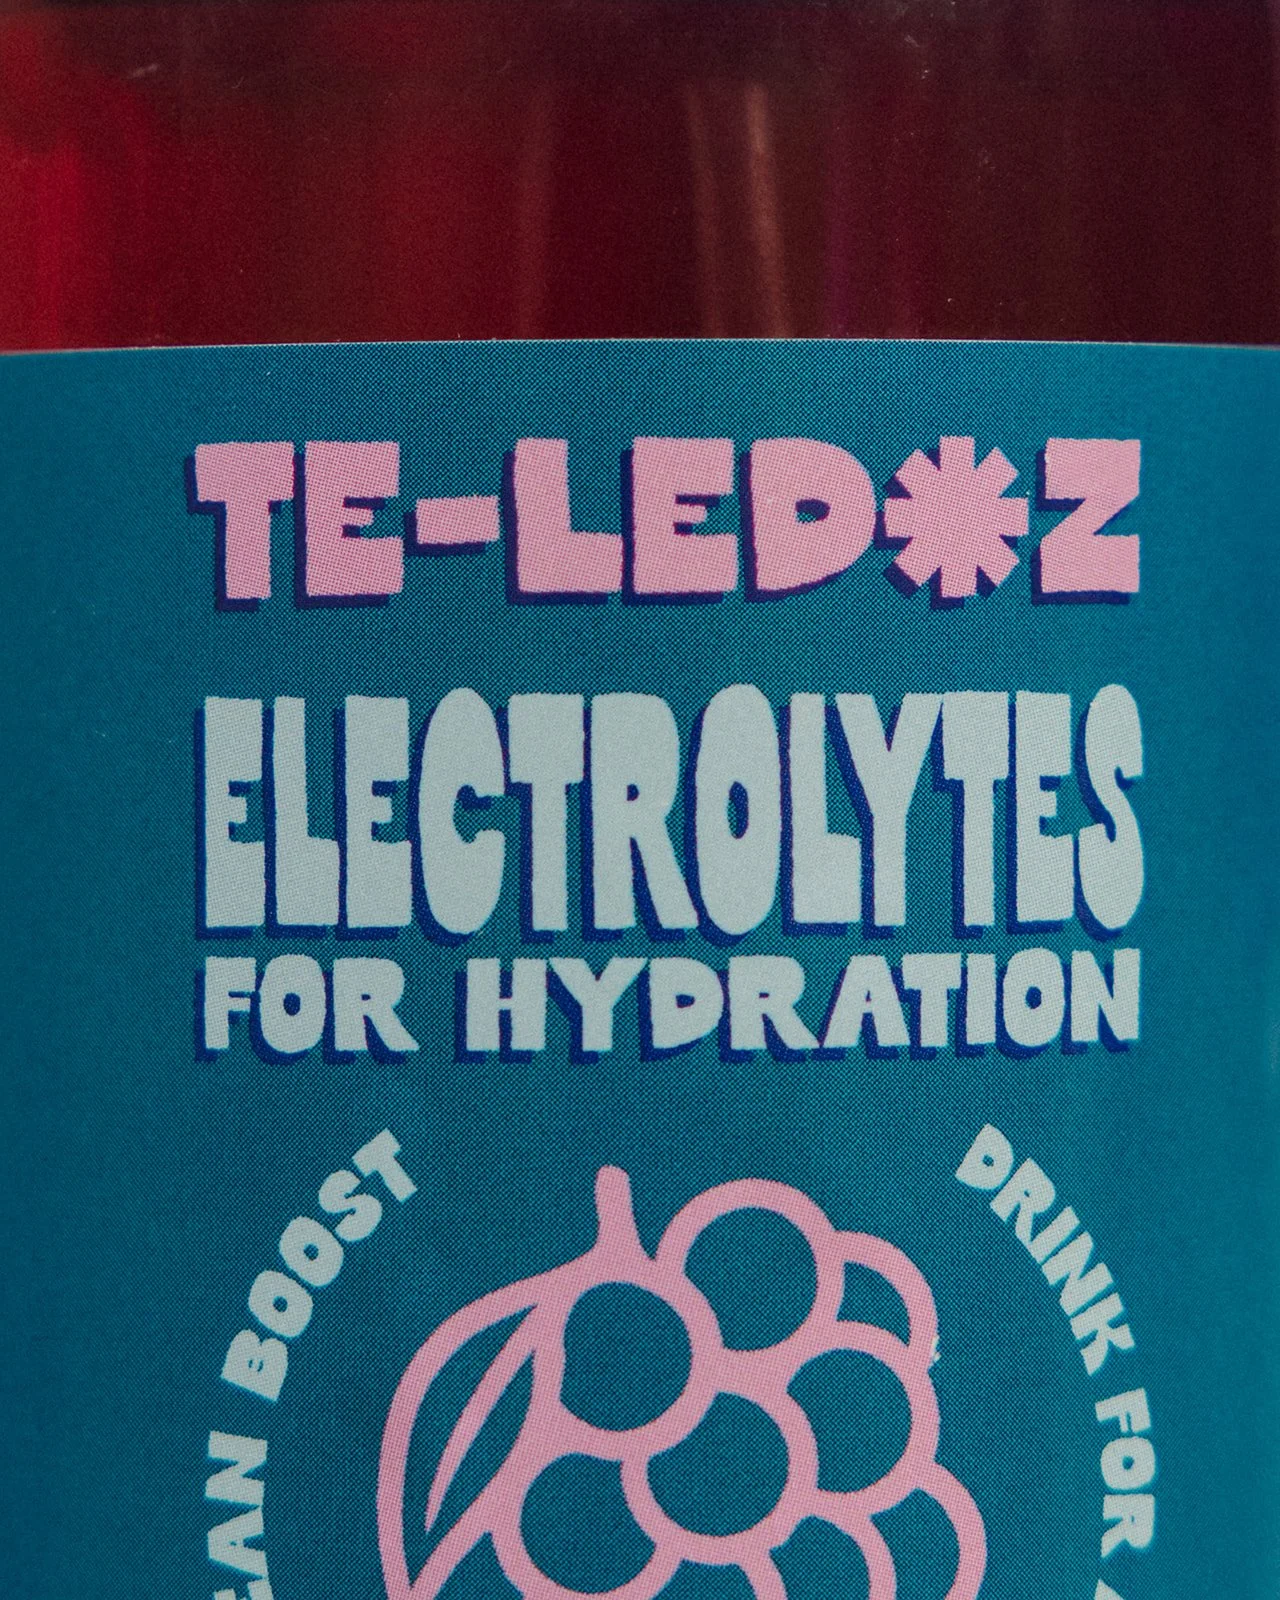 TE-LED*Z
ELECTROLYTES
FOR HYDRATION
BOOST
DRINK FOR